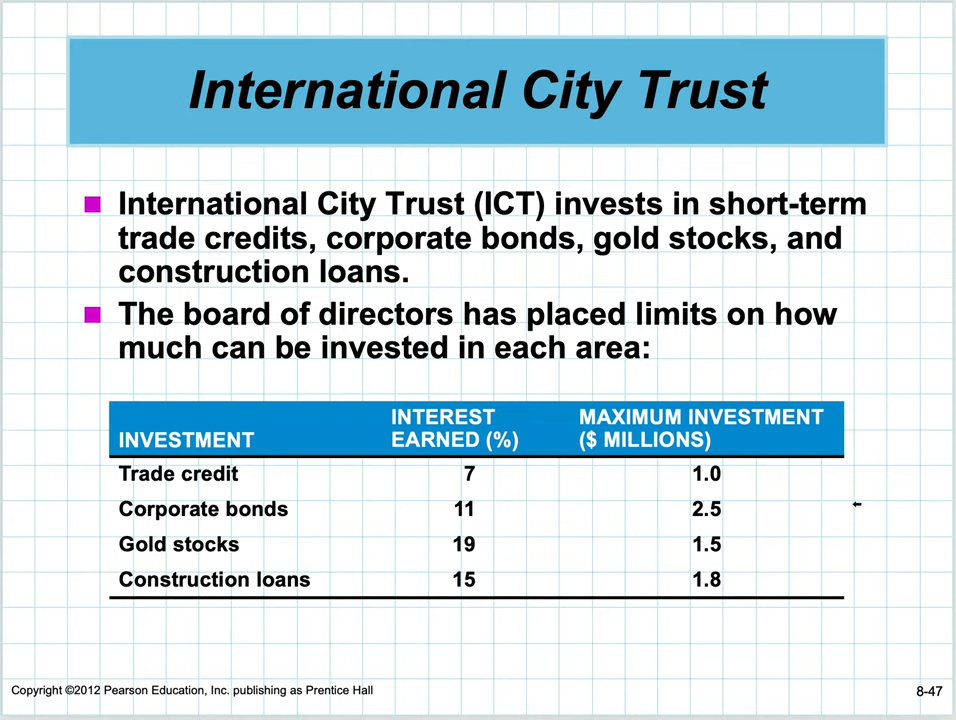 International City Trust
International City Trust (ICT) invests in short-term
trade credits, corporate bonds, gold stocks, and
construction loans.
The board of directors has placed limits on how
much can be invested in each area:
INVESTMENT INTEREST EARNED (%) MAXIMUM INVESTMENT ($ MILLIONS)
Trade credit 7 1.0
Corporate bonds 11 2.5
Gold stocks 19 1.5
Construction loans 15 1.8
Copyright ©2012 Pearson Education, Inc. publishing as Prentice Hall
8-47